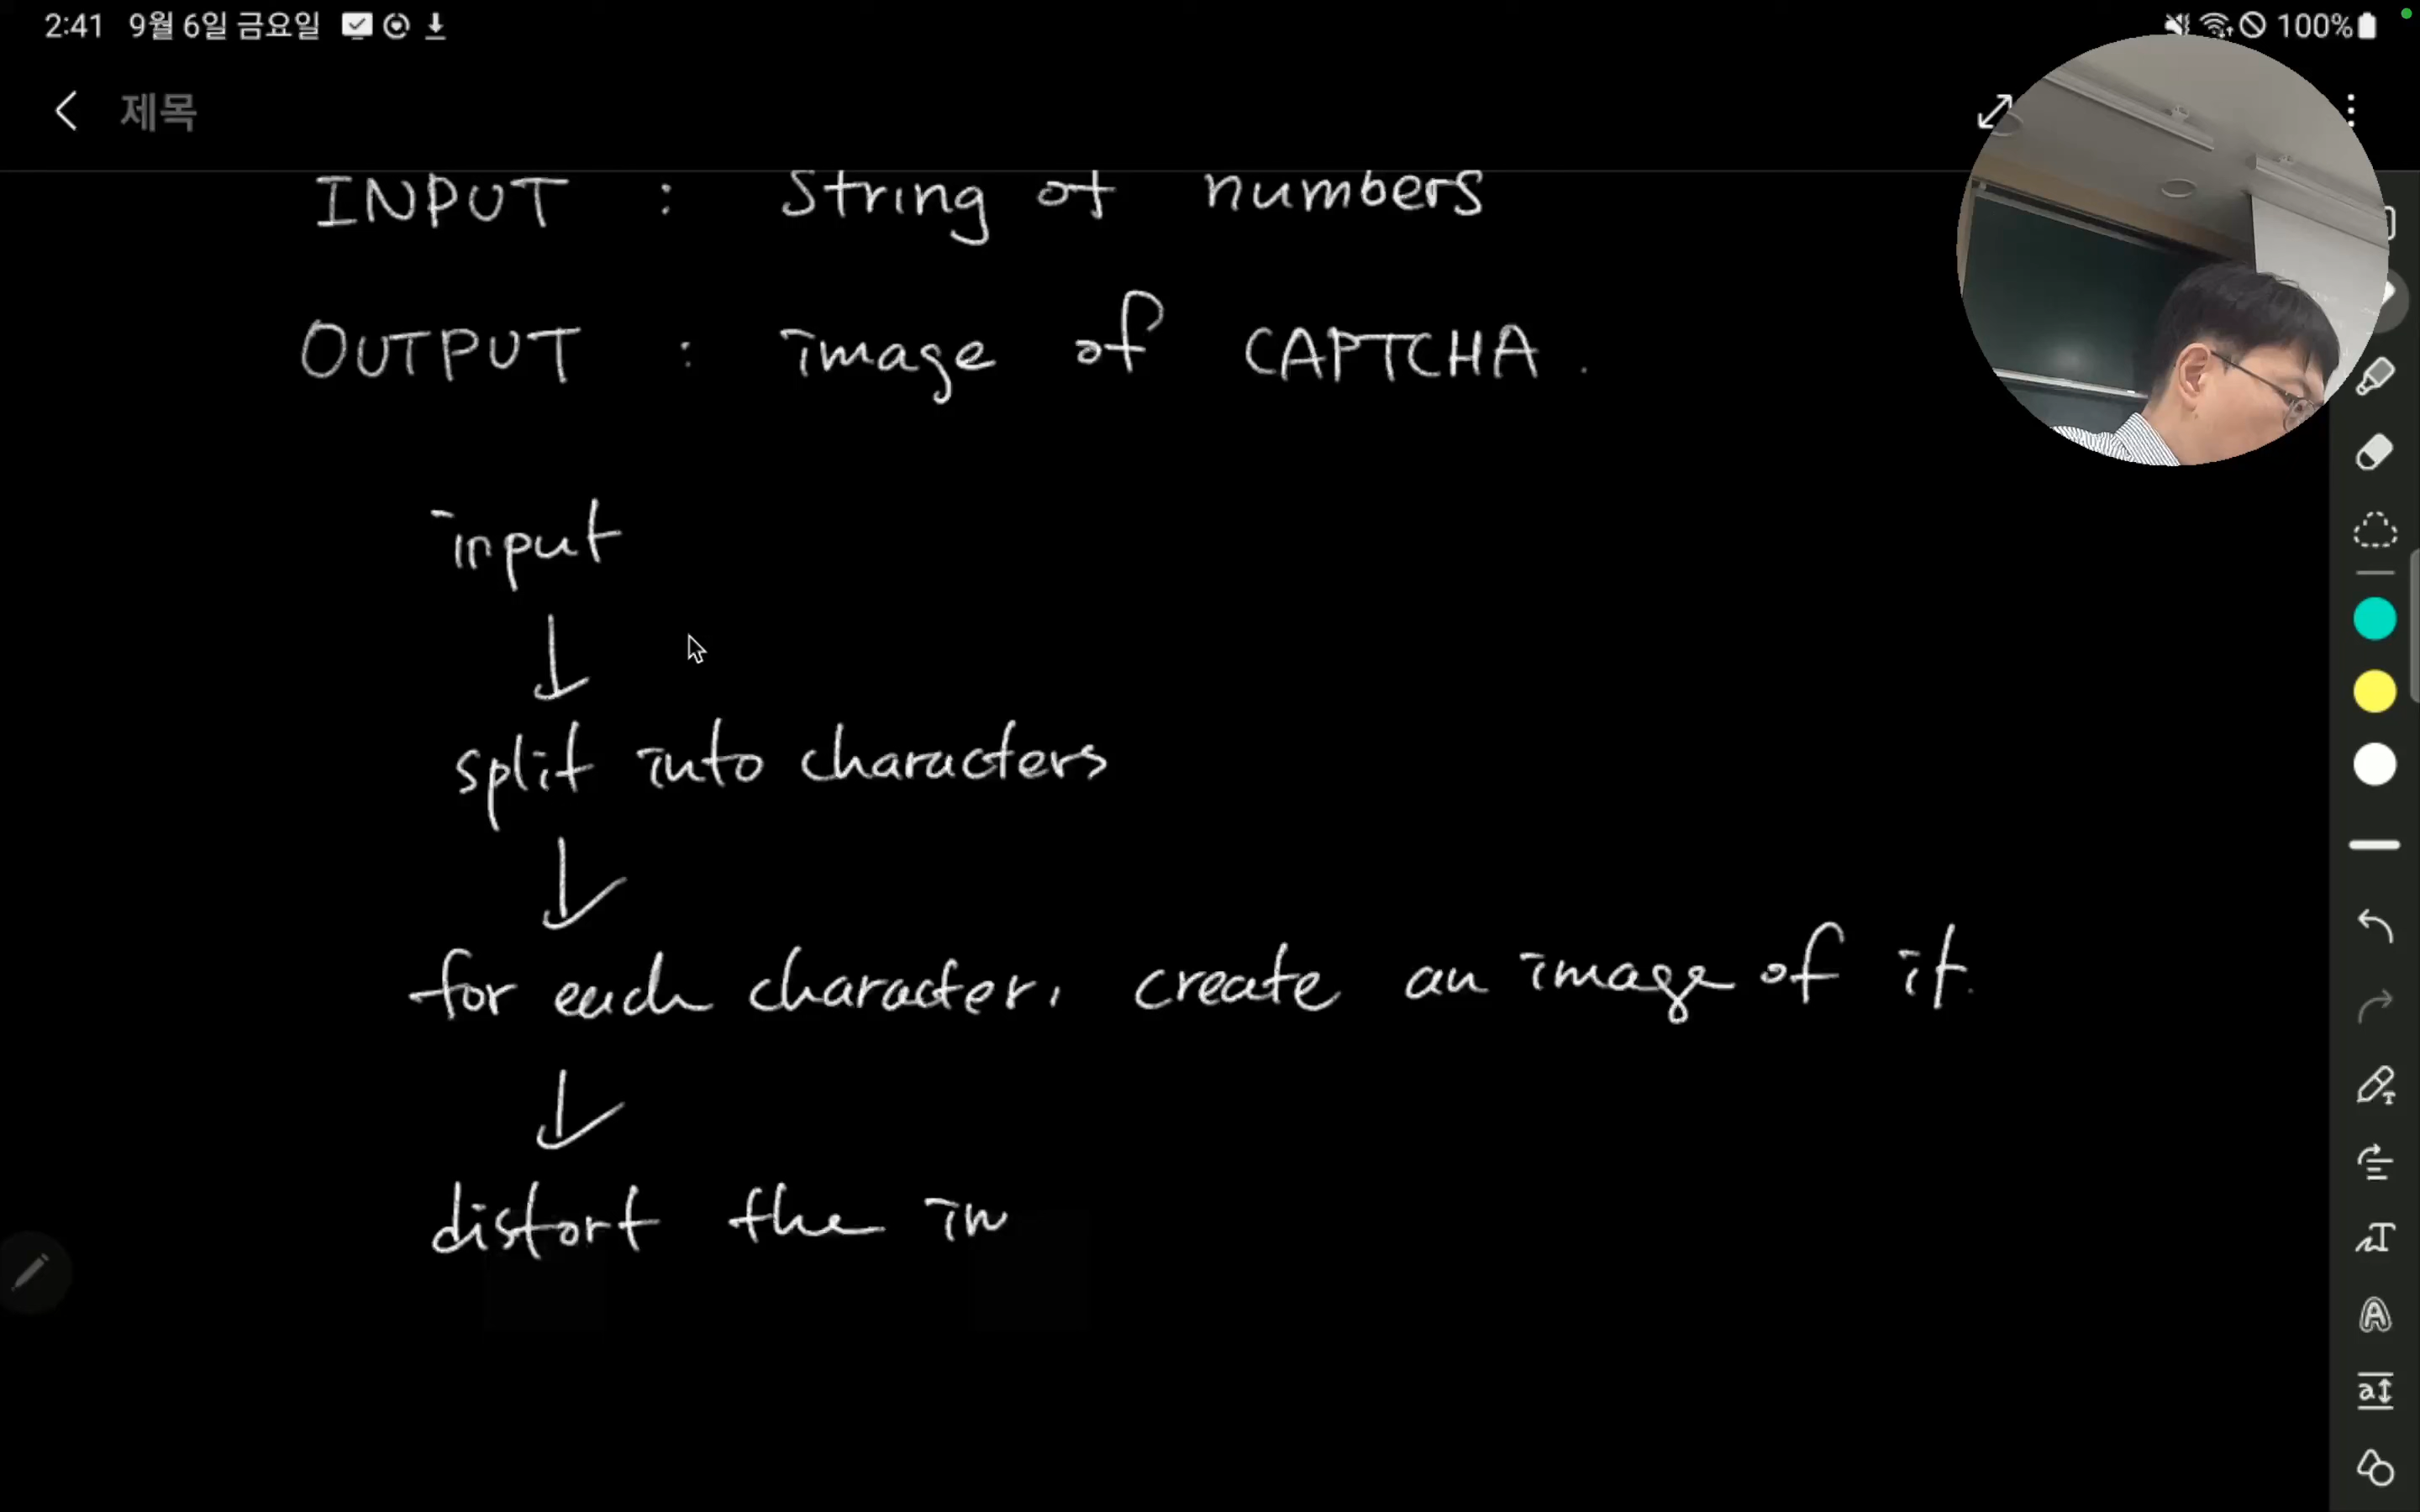 2:41 9월 6일 금요일 100%
제목
INPUT : String of numbers
OUTPUT : image of CAPTCHA.
input
split into characters
for each character, create an image of it.
distort the im